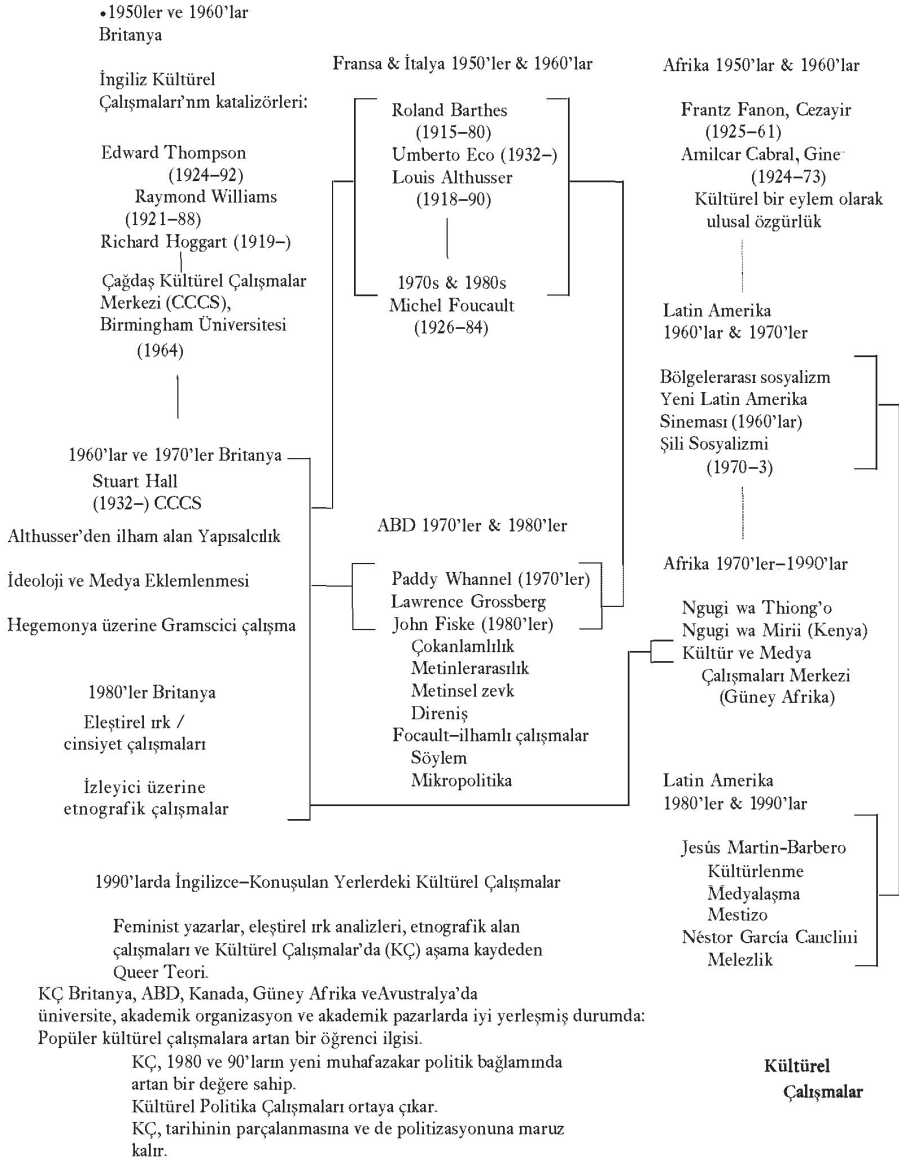 •1950ler ve 1960'lar
Britanya
İngiliz Kültürel
Çalışmaları'nın katalizörleri:
Edward Thompson
(1924–92)
Raymond Williams
(1921–88)
Richard Hoggart (1919–)
Çağdaş Kültürel Çalışmalar
Merkezi (CCCS),
Birmingham Üniversitesi
(1964)
1960'lar ve 1970'ler Britanya
Stuart Hall
(1932–) CCCS
Althusser'den ilham alan Yapısalcılık
İdeoloji ve Medya Eklemlenmesi
Hegemonya üzerine Gramscici çalışma
1980'ler Britanya
Eleştirel ırk /
cinsiyet çalışmaları
İzleyici üzerine
etnografik çalışmalar
Fransa & İtalya 1950'ler & 1960'lar
Roland Barthes
(1915–80)
Umberto Eco (1932–)
Louis Althusser
(1918–90)
1970s & 1980s
Michel Foucault
(1926–84)
ABD 1970'ler & 1980'ler
Paddy Whannel (1970'ler)
Lawrence Grossberg
John Fiske (1980'ler)
Çokanlamlılık
Metinlerarasılık
Metinsel zevk
Direniş
Focault–ilhamlı çalışmalar
Söylem
Mikropolitika
Afrika 1950'lar & 1960'lar
Frantz Fanon, Cezayir
(1925–61)
Amilcar Cabral, Gine
(1924–73)
Kültürel bir eylem olarak
ulusal özgürlük
Latin Amerika
1960'lar & 1970'ler
Bölgelerarası sosyalizm
Yeni Latin Amerika
Sineması (1960'lar)
Şili Sosyalizmi
(1970–3)
Afrika 1970'ler–1990'lar
Ngugi wa Thiong'o
Ngugi wa Mirii (Kenya)
Kültür ve Medya
Çalışmaları Merkezi
(Güney Afrika)
Latin Amerika
1980'ler & 1990'lar
Jesús Martin-Barbero
Kültürlenme
Medyalaşma
Mestizo
Néstor García Canclini
Melezlik
1990'larda İngilizce–Konuşulan Yerlerdeki Kültürel Çalışmalar
Feminist yazarlar, eleştirel ırk analizleri, etnografik alan
çalışmaları ve Kültürel Çalışmalar'da (KÇ) aşama kaydeden
Queer Teori.
KÇ Britanya, ABD, Kanada, Güney Afrika veAvustralya'da
üniversite, akademik organizasyon ve akademik pazarlarda iyi yerleşmiş durumda:
Popüler kültürel çalışmalara artan bir öğrenci ilgisi.
KÇ, 1980 ve 90'ların yeni muhafazakar politik bağlamında
artan bir değere sahip.
Kültürel Politika Çalışmaları ortaya çıkar.
KÇ, tarihinin parçalanmasına ve de politizasyonuna maruz
kalır.
Kültürel
Çalışmalar